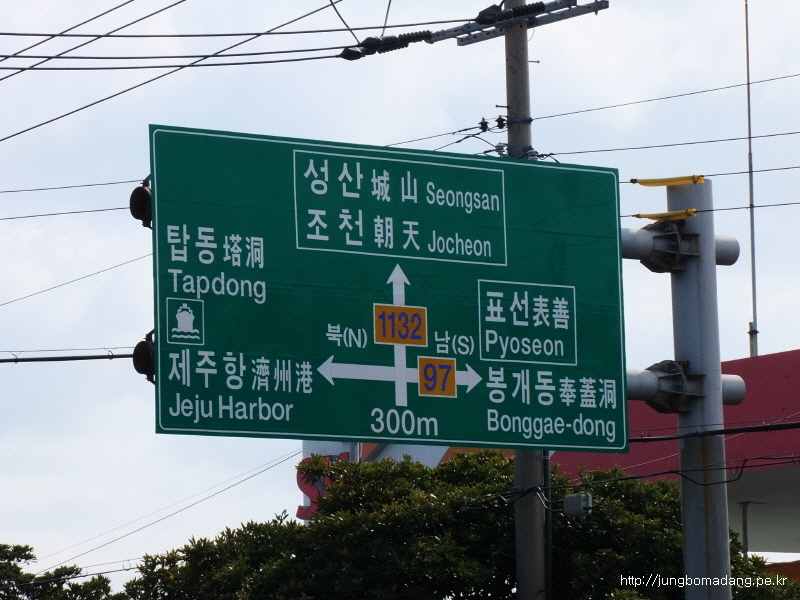 성산 城山 Seongsan
조천 朝天 Jocheon
탑동 塔洞
Tapdong
제주항 濟州港
Jeju Harbor
북(N)
1132
남(S)
97
300m
표선 表善
Pyoseon
봉개동 奉蓋洞
Bonggae-dong
http://jungbomadang.pe.kr